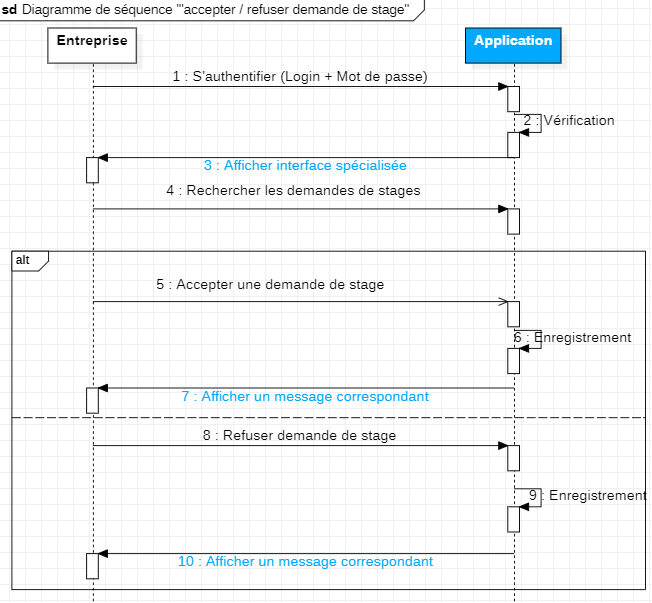 sd Diagramme de séquence "'accepter / refuser demande de stage"
Entreprise
Application
1 : S'authentifier (Login + Mot de passe)
2 : Vérification
3 : Afficher interface spécialisée
4 : Rechercher les demandes de stages
alt
5 : Accepter une demande de stage
6 : Enregistrement
7 : Afficher un message correspondant
8 : Refuser demande de stage
9 : Enregistrement
10 : Afficher un message correspondant